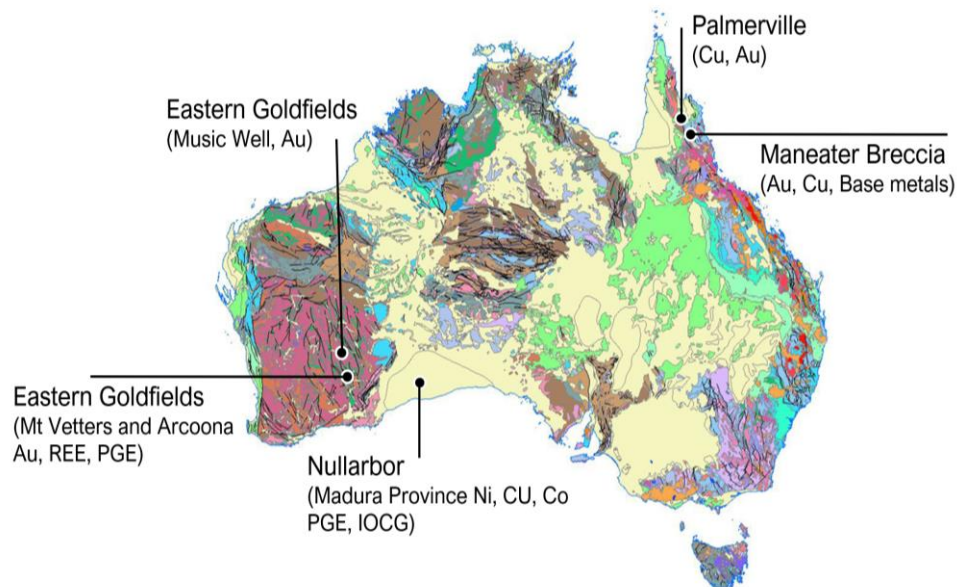 Palmerville
(Cu, Au)
Eastern Goldfields
(Music Well, Au)
Maneater Breccia
(Au, Cu, Base metals)
Eastern Goldfields
(Mt Vetters and Arcoona
Au, REE, PGE)
Nullarbor
(Madura Province Ni, CU, Co
PGE, IOCG)